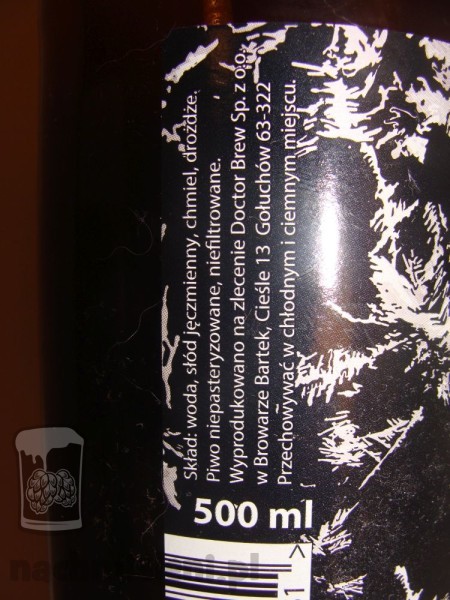 Skład: woda, słód jęczmienny, chmiel, drożdże.
Piwo niepasteryzowane, niefiltrowane.
Wyprodukowano na zlecenie Doctor Brew Sp. z o.o.
w Browarze Bartek, Cieśle 13 Gołuchów 63-322
Przechowywać w chłodnym i ciemnym miejscu.
500 ml